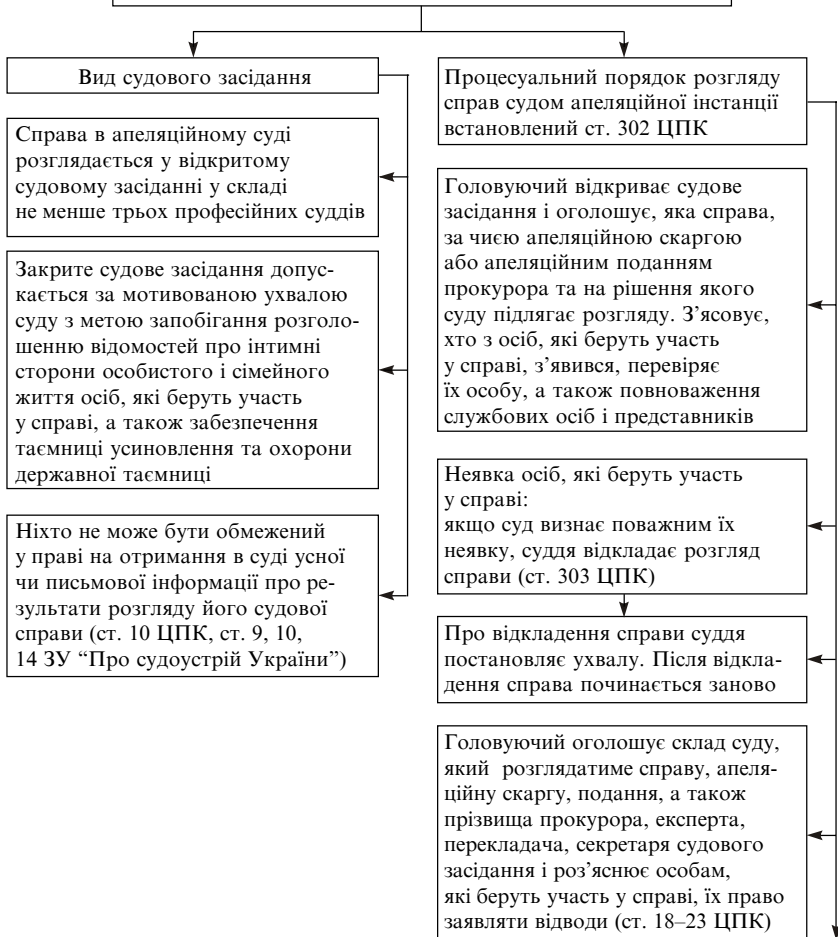 Вид судового засідання
Справа в апеляційному суді
розглядається у відкритого
судовому засіданні у складі
не менше трьох професійних суддів
Закрите судове засідання допус-
кається за мотивованою ухвалою
суду з метою запобігання розголо-
шенню відомостей про інтимні
сторони особистого і сімейного
життя осіб, які беруть участь
у справі, а також забезпечення
таємниці усиновлення та охорони
державної таємниці
Ніхто не може бути обмежений
у праві на отримання в суді усної
чи письмової інформації про ре-
зультати розгляду його судової
справи (ст. 10 ЦПК, ст. 9, 10,
14 ЗУ “Про судоустрій України”)
Процесуальний порядок розгляду
справ судом апеляційної інстанції
встановлений ст. 302 ЦПК
Головуючий відкриває судове
засідання і оголошує, яка справа,
за чиєю апеляційною скаргою
або апеляційним поданням
прокурора та на рішення якого
суду підлягає розгляду. З’ясовує,
хто з осіб, які беруть участь
у справі, з’явився, перевіряє
їх особу, а також повноваження
службових осіб і представників
Неявка осіб, які беруть участь
у справі:
якщо суд визнає поважним їх
неявку, суддя відкладає розгляд
справи (ст. 303 ЦПК)
Про відкладення справи суддя
постановляє ухвалу. Після відкла-
дення справа починається заново
Головуючий оголошує склад суду,
який розглядатиме справу, апеля-
ційну скаргу, подання, а також
прізвища прокурора, експерта,
перекладача, секретаря судового
засідання і роз’яснює особам,
які беруть участь у справі, їх право
заявляти відводи (ст. 18–23 ЦПК)